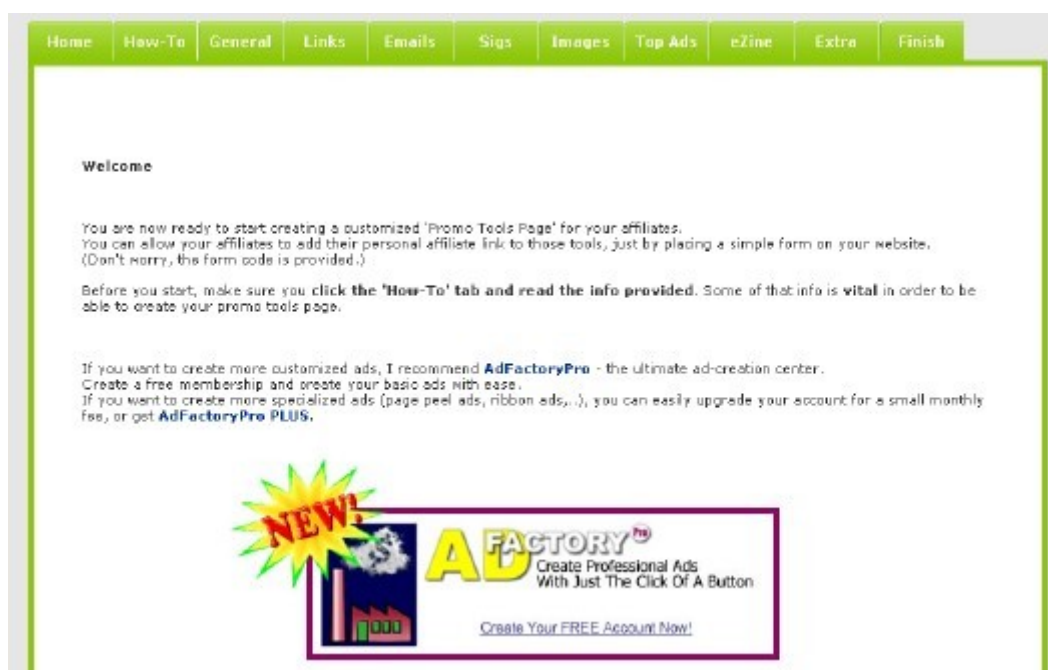 Home How-To General Links Emails Sigs Images Top Ads eZine Extra Finish
Welcome
You are now ready to start creating a customized 'Promo Tools Page' for your affiliates.
You can allow your affiliates to add their personal affiliate link to those tools, just by placing a simple form on your website.
(Don't worry, the form code is provided.)
Before you start, make sure you click the 'How-To' tab and read the info provided. Some of that info is vital in order to be
able to create your promo tools page.
If you want to create more customized ads, I recommend AdFactoryPro - the ultimate ad-creation center.
Create a free membership and create your basic ads with ease.
If you want to create more specialized ads (page peel ads, ribbon ads,..), you can easily upgrade your account for a small monthly
fee, or get AdFactoryPro PLUS.
NEW!
AD FACTORY Pro
Create Professional Ads
With Just The Click Of A Button
Create Your FREE Account Now!